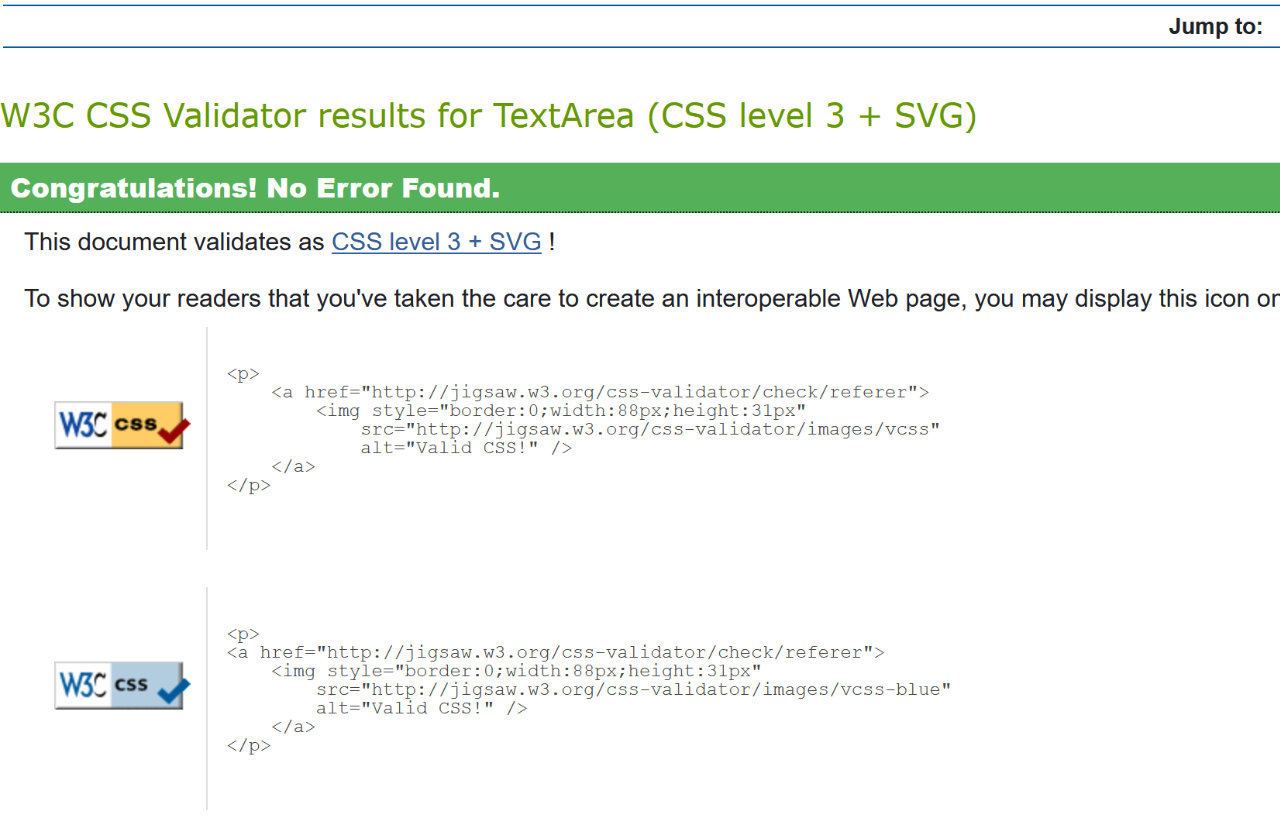 Jump to:
W3C CSS Validator results for TextArea (CSS level 3 + SVG)
Congratulations! No Error Found.
This document validates as CSS level 3 + SVG !
To show your readers that you've taken the care to create an interoperable Web page, you may display this icon on
W3C css
<p>
<a href="http://jigsaw.w3.org/css-validator/check/referer">
<img style="border:0;width:88px;height:31px"
src="http://jigsaw.w3.org/css-validator/images/vcss"
alt="Valid CSS!" />
</a>
</p>
W3C css
<p>
<a href="http://jigsaw.w3.org/css-validator/check/referer">
<img style="border:0;width:88px;height:31px"
src="http://jigsaw.w3.org/css-validator/images/vcss-blue"
alt="Valid CSS!" />
</a>
</p>